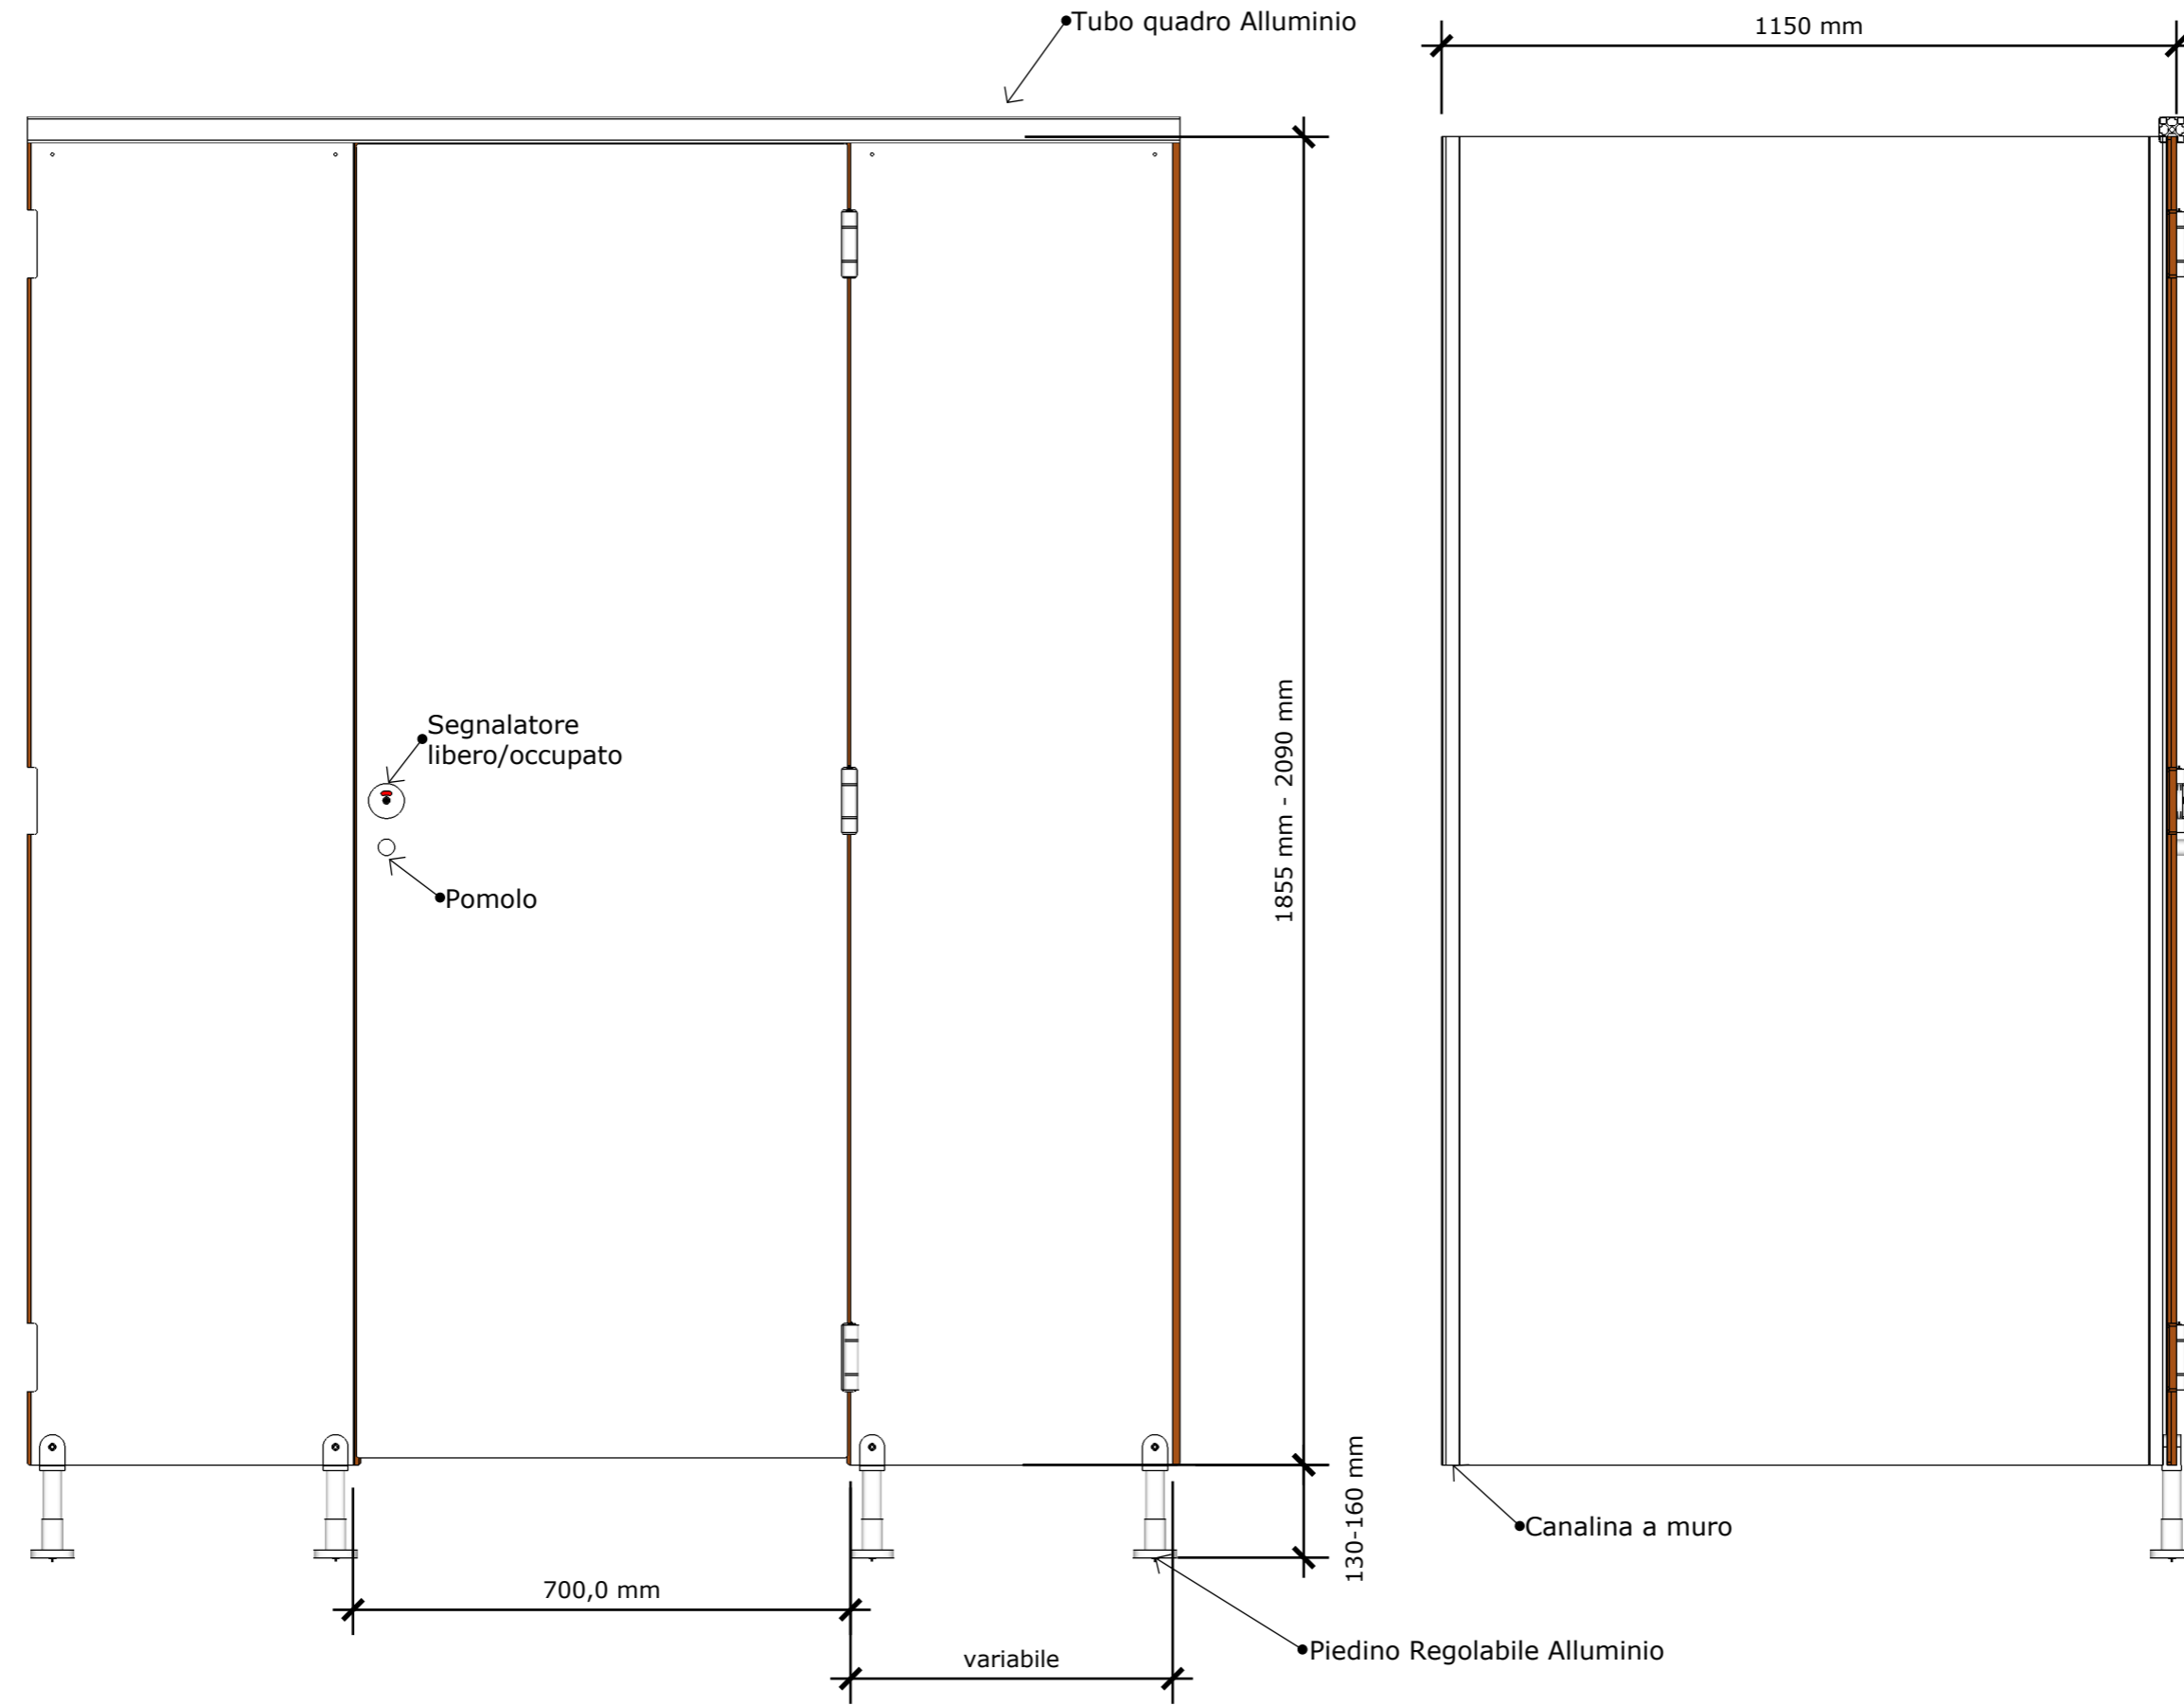 Tubo quadro Alluminio
1150 mm
Segnalatore
libero/occupato
Pomolo
1855 mm - 2090 mm
130-160 mm
Canalina a muro
700,0 mm
variabile
Piedino Regolabile Alluminio